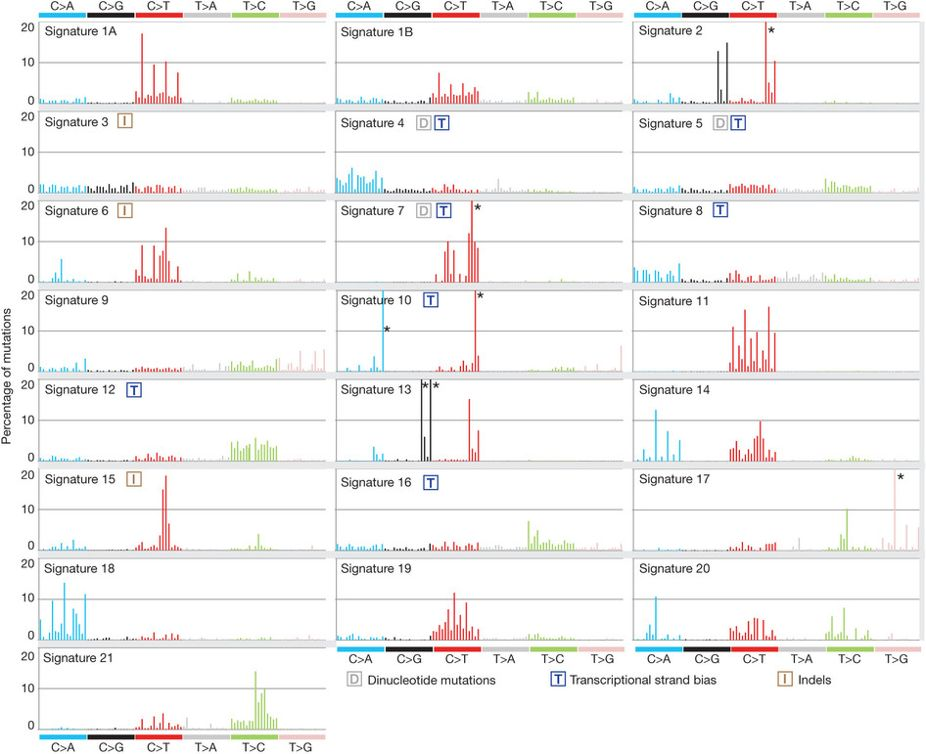 C>A C>G C>T T>A T>C T>G C>A C>G C>T T>A T>C T>G C>A C>G C>T T>A T>C T>G
Percentage of mutations
20 Signature 1A Signature 1B Signature 2 *
10
0
20 Signature 3 I Signature 4 D T Signature 5 D T
10
0
20 Signature 6 I Signature 7 D T * Signature 8 T
10
0
20 Signature 9 Signature 10 T * Signature 11
10 *
0
20 Signature 12 T Signature 13 * * Signature 14
10
0
20 Signature 15 I Signature 16 T Signature 17 *
10
0
20 Signature 18 Signature 19 Signature 20
10
0
C>A C>G C>T T>A T>C T>G C>A C>G C>T T>A T>C T>G
20 Signature 21
D Dinucleotide mutations T Transcriptional strand bias I Indels
10
0
C>A C>G C>T T>A T>C T>G